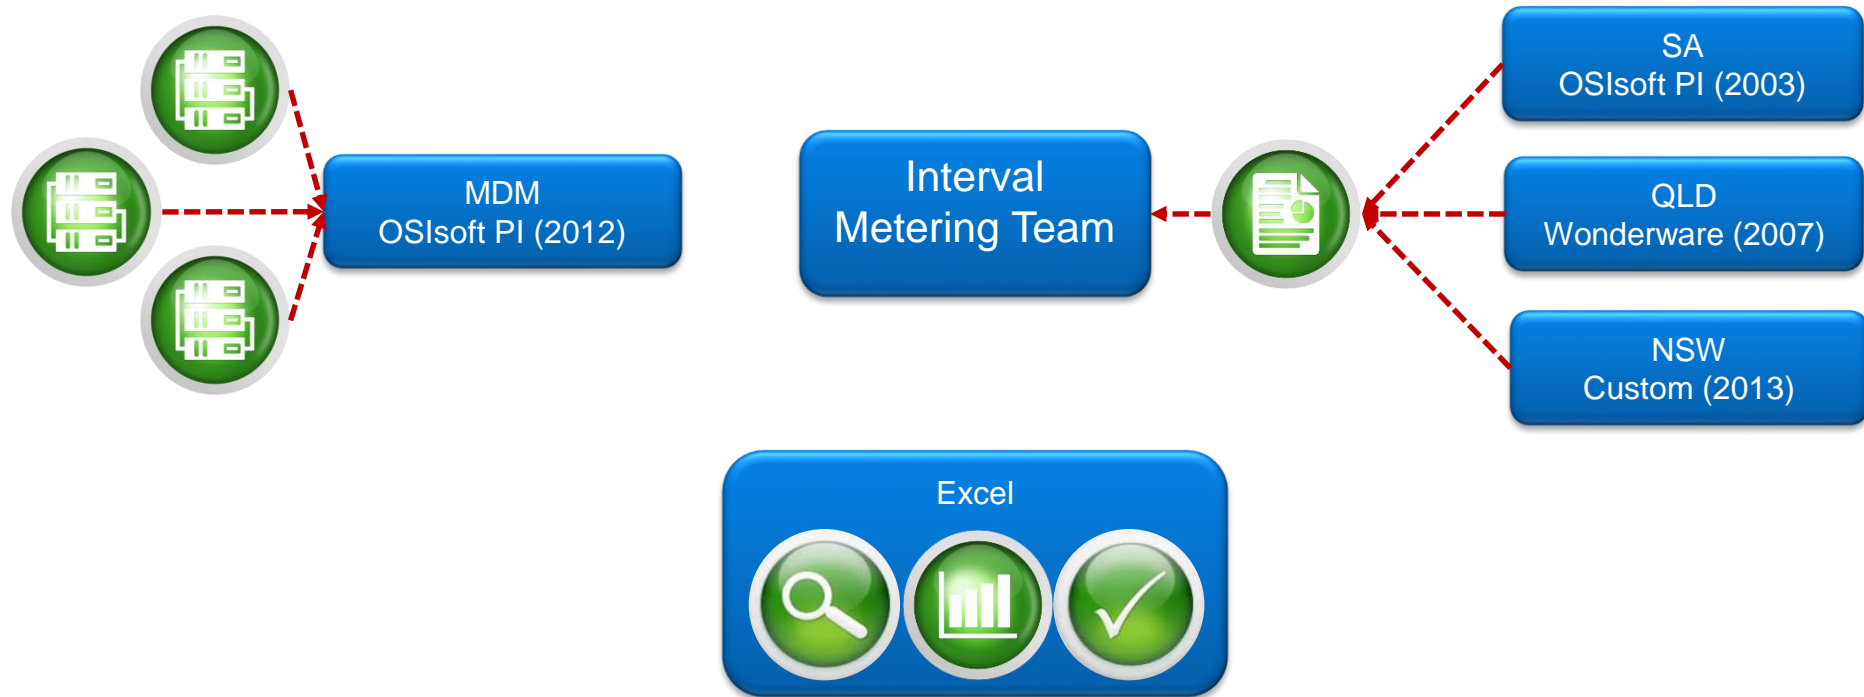 MDM
OSIsoft PI (2012)
Interval
Metering Team
SA
OSIsoft PI (2003)
QLD
Wonderware (2007)
NSW
Custom (2013)
Excel